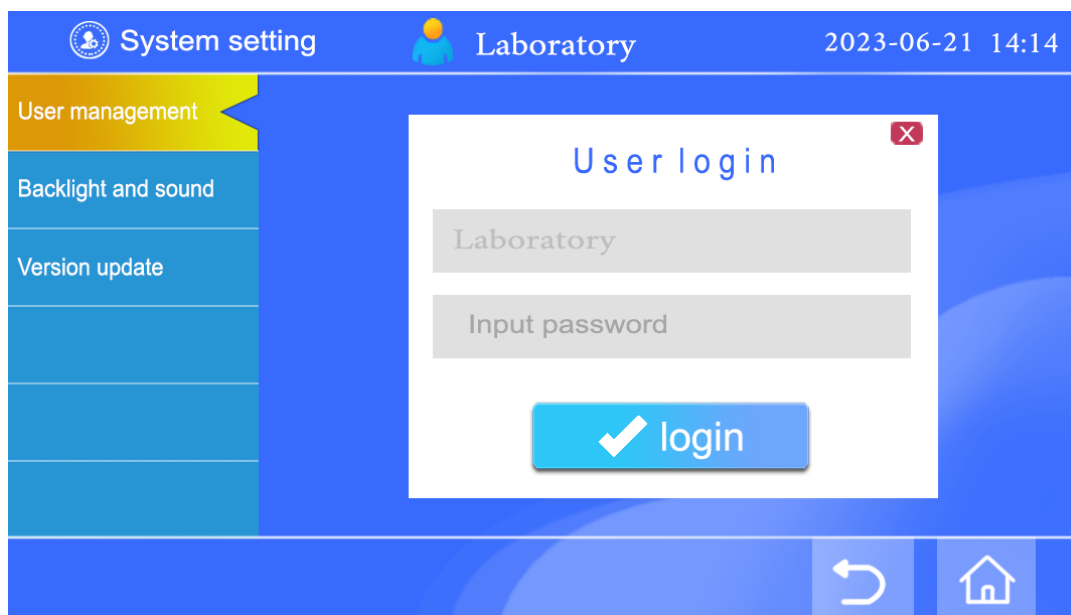 System setting
Laboratory
2023-06-21 14:14
User management
Backlight and sound
Version update
X
User login
Laboratory
Input password
login